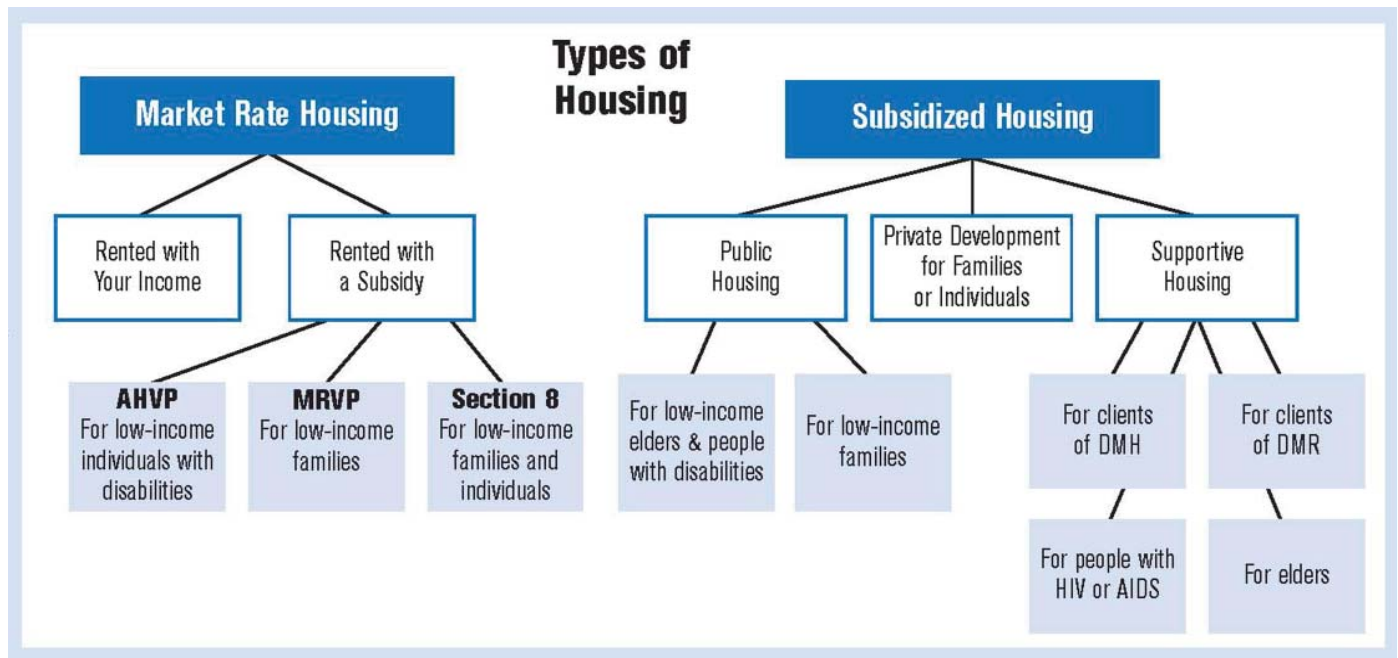 Types of
Housing
Market Rate Housing
Rented with
Your Income
Rented with
a Subsidy
AHVP
For low-income
individuals with
disabilities
MRVP
For low-income
families
Section 8
For low-income
families and
individuals
Subsidized Housing
Public
Housing
Private Development
for Families
or Individuals
Supportive
Housing
For low-income
elders & people
with disabilities
For low-income
families
For clients
of DMH
For clients
of DMR
For people with
HIV or AIDS
For elders